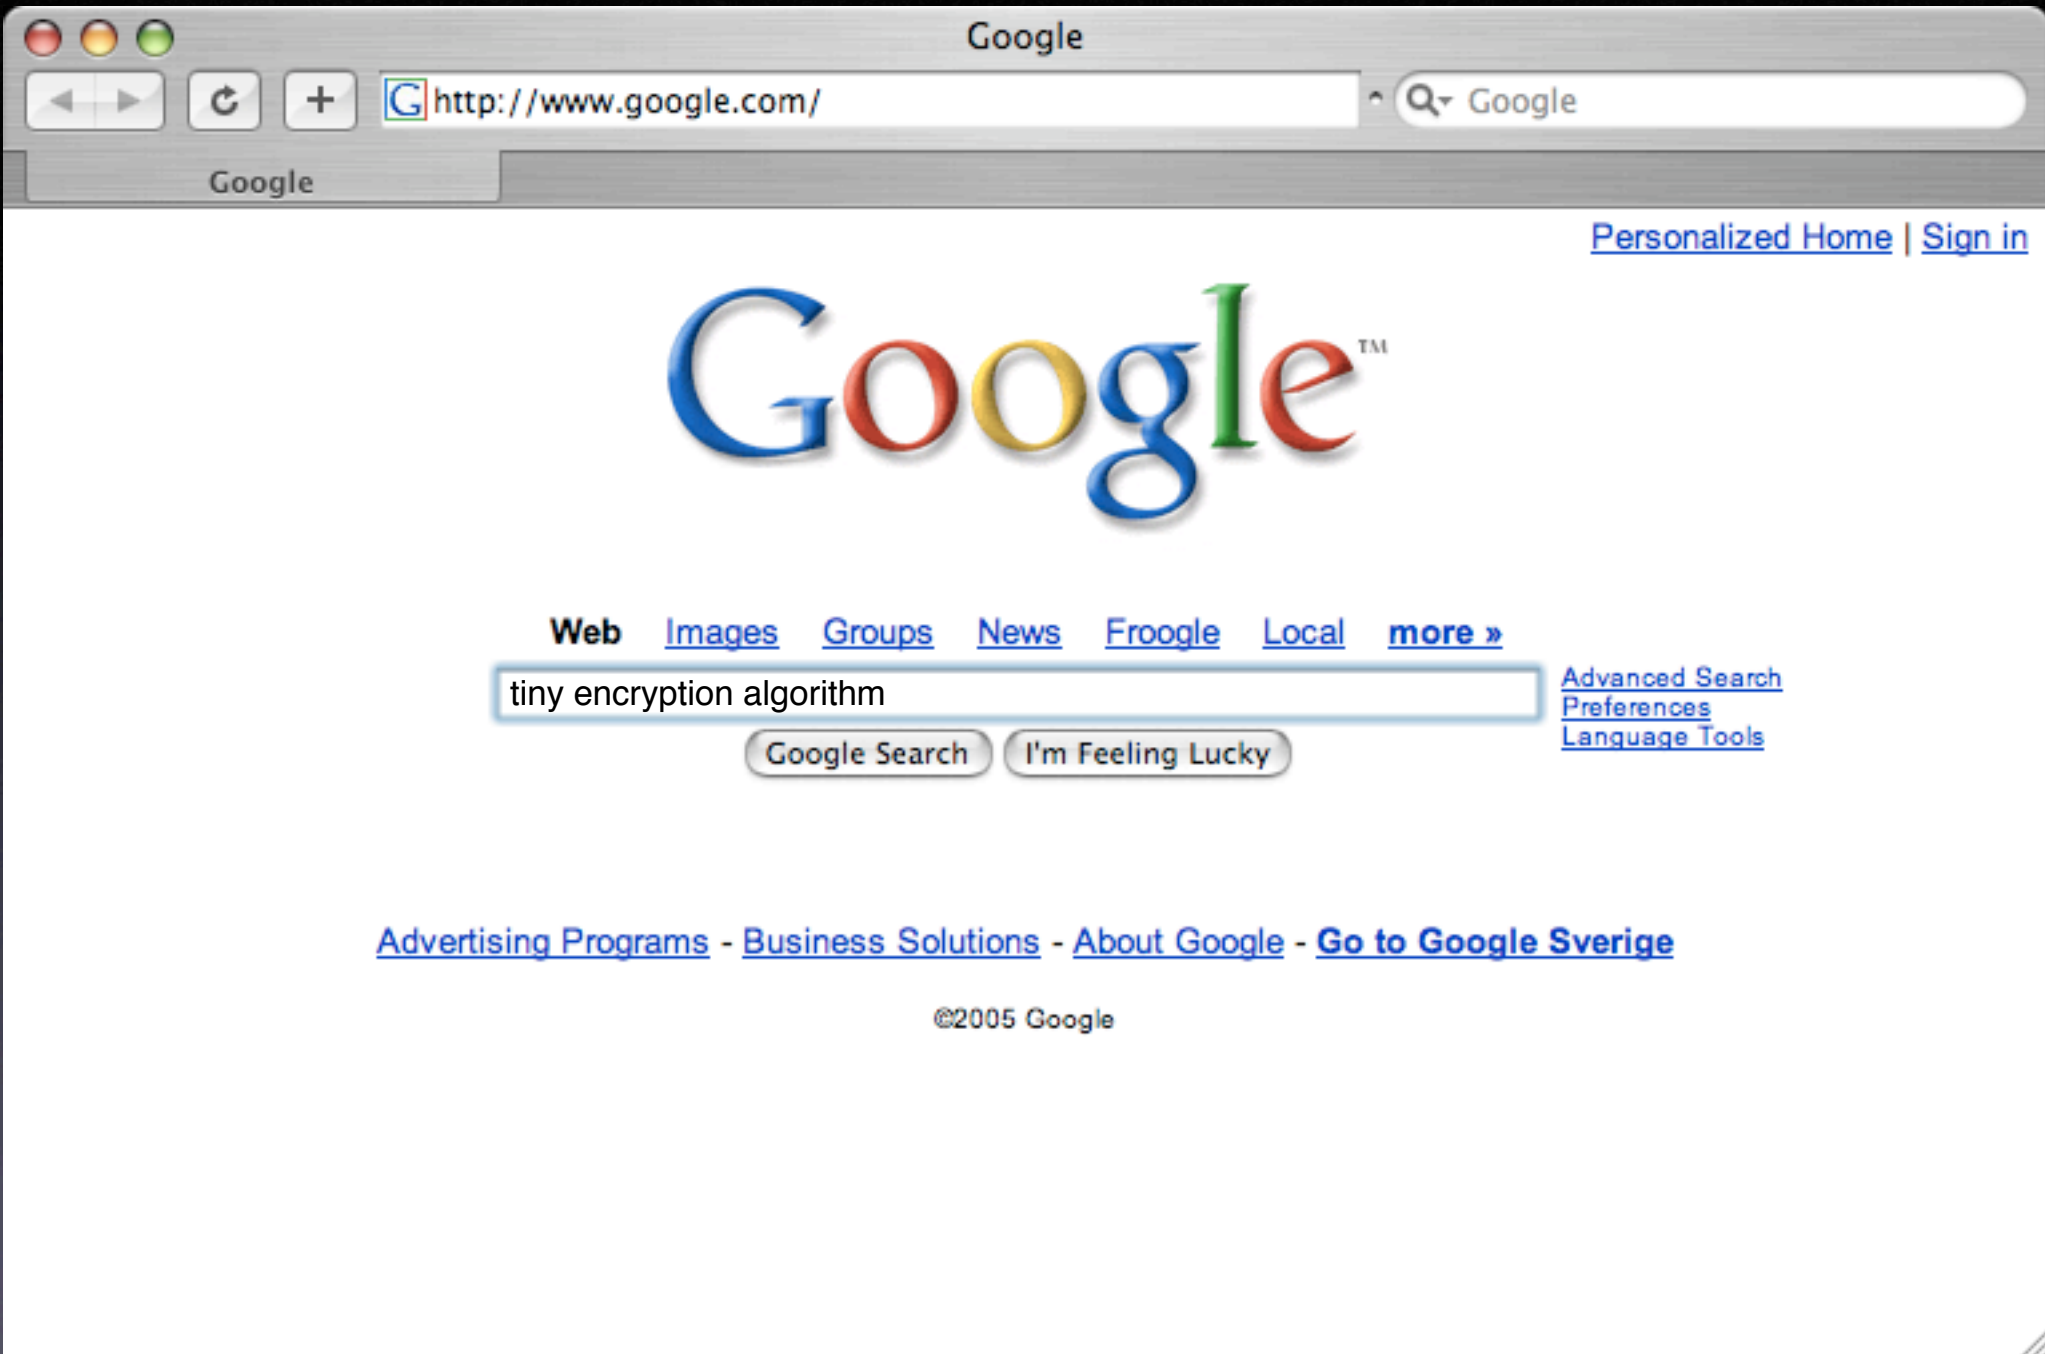 Google
http://www.google.com/
Google
Google
Personalized Home | Sign in
Google™
Web Images Groups News Froogle Local more »
tiny encryption algorithm
Advanced Search
Preferences
Language Tools
Google Search I'm Feeling Lucky
Advertising Programs - Business Solutions - About Google - Go to Google Sverige
©2005 Google